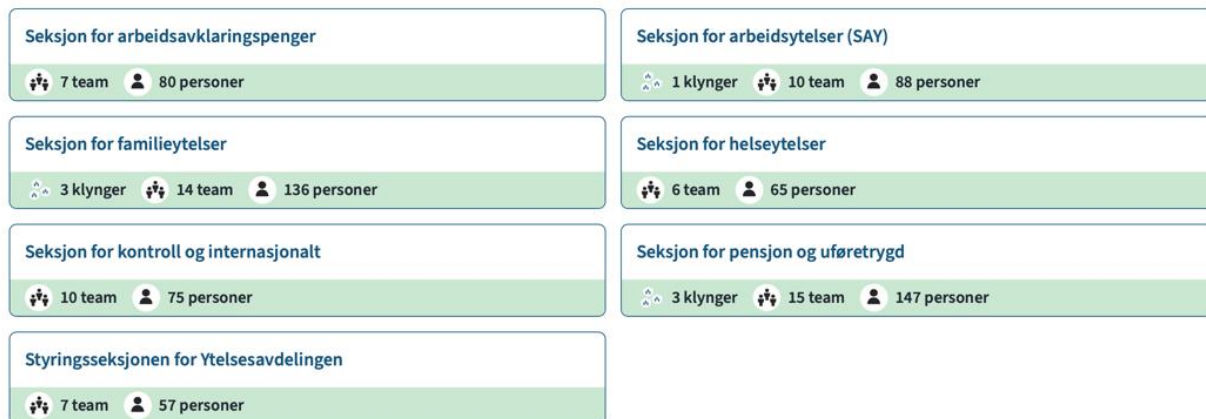 Seksjon for arbeidsavklaringspenger
7 team 80 personer
Seksjon for arbeidsytelser (SAY)
1 klynger 10 team 88 personer
Seksjon for familieytelser
3 klynger 14 team 136 personer
Seksjon for helseytelser
6 team 65 personer
Seksjon for kontroll og internasjonalt
10 team 75 personer
Seksjon for pensjon og uføretrygd
3 klynger 15 team 147 personer
Styringsseksjonen for Ytelsesavdelingen
7 team 57 personer